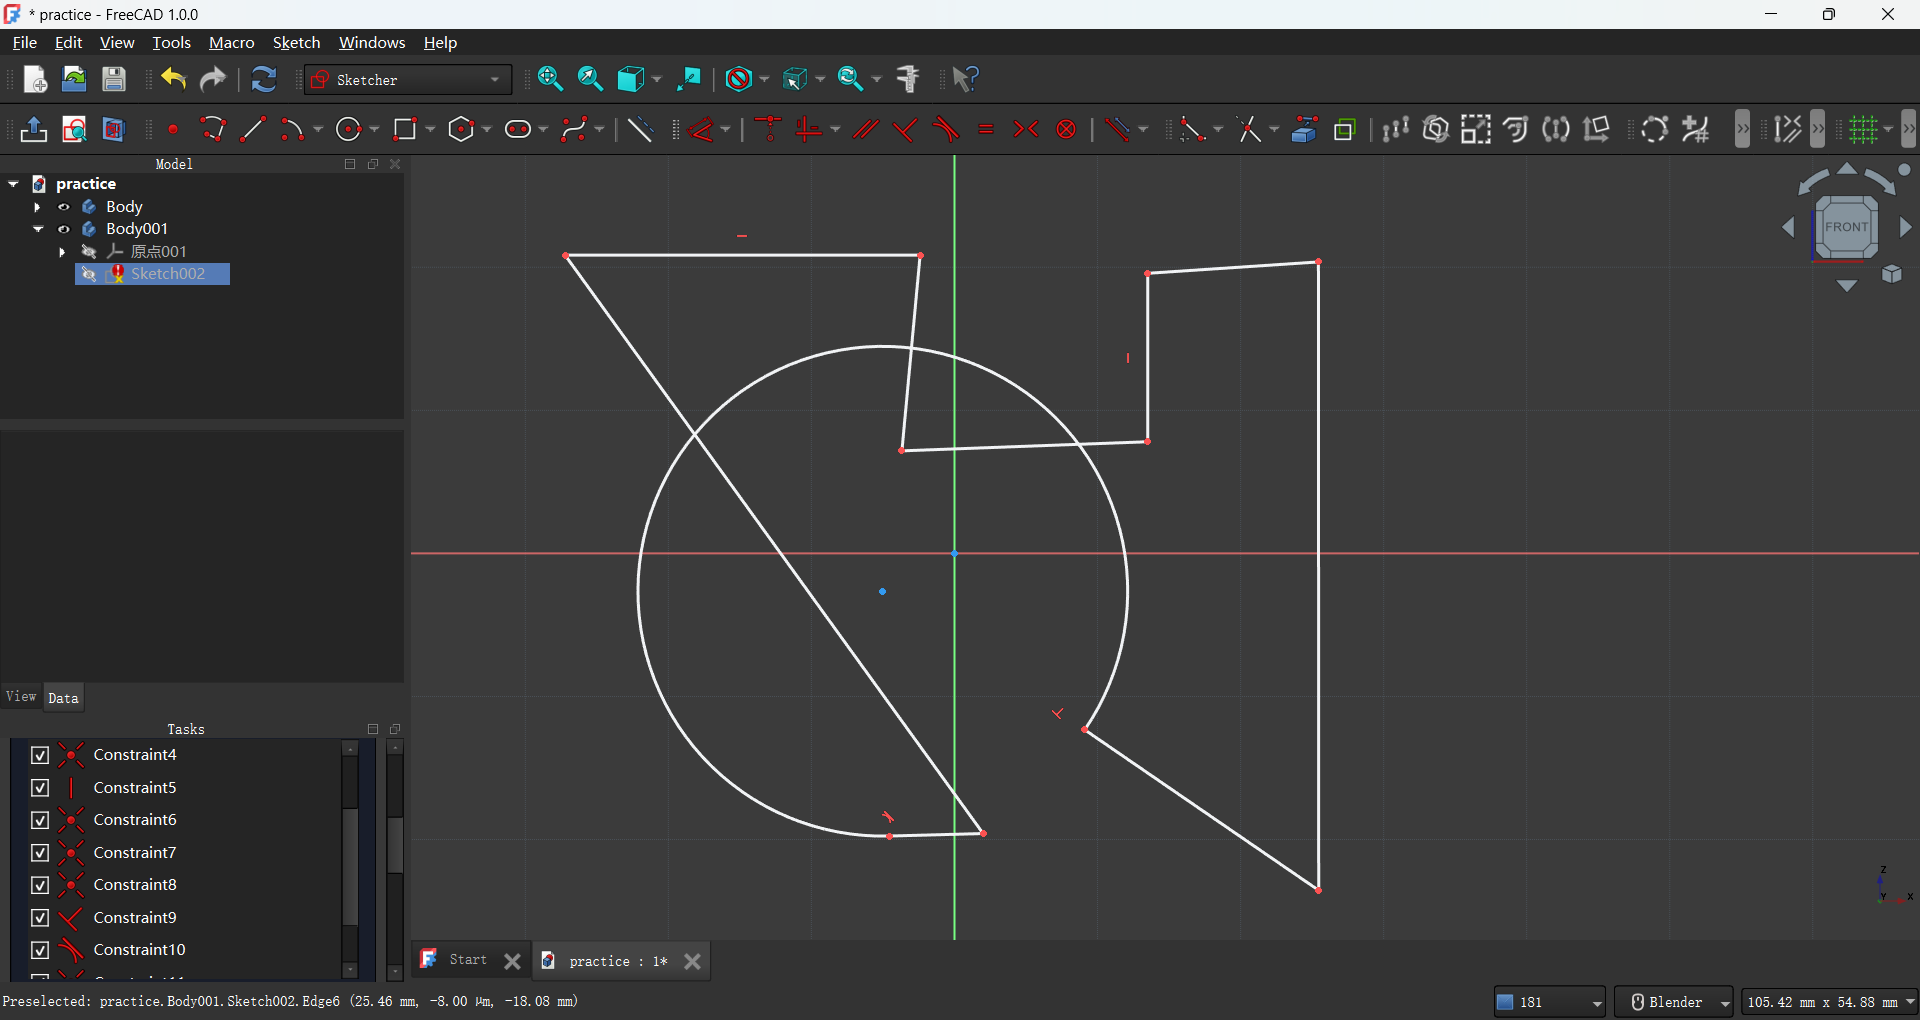 * practice - FreeCAD 1.0.0
File Edit View Tools Macro Sketch Windows Help
Sketcher
Model
practice
Body
Body001
原点001
Sketch002
FRONT
View Data
Tasks
Constraint4
Constraint5
Constraint6
Constraint7
Constraint8
Constraint9
Constraint10
Z
Y X
Start
practice : 1*
Preselected: practice.Body001.Sketch002.Edge6 (25.46 mm, -8.00 µm, -18.08 mm)
181
Blender
105.42 mm x 54.88 mm